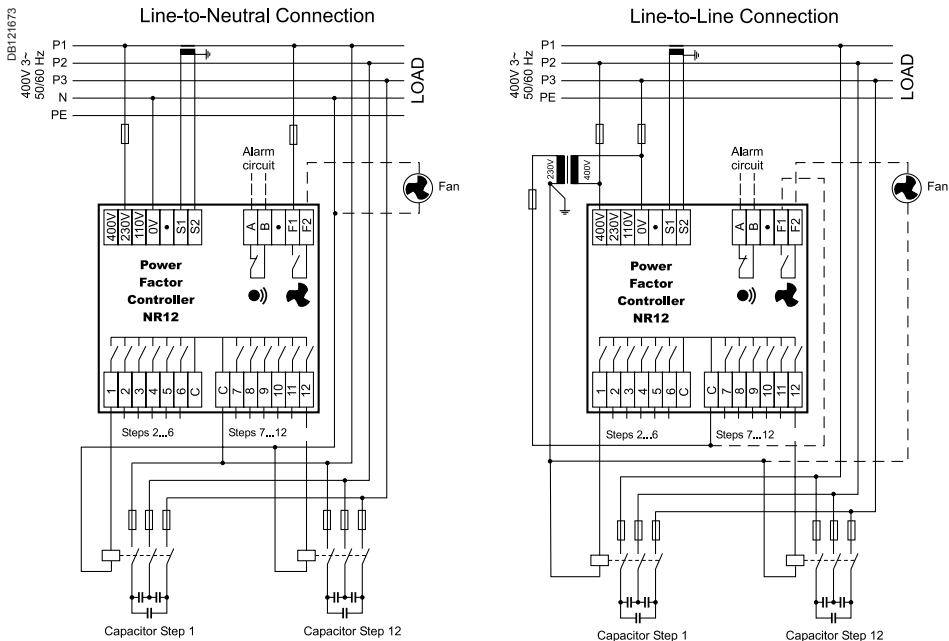 DB121673
Line-to-Neutral Connection
400V 3~
50/60 Hz
P1
P2
P3
N
PE
LOAD
Alarm
circuit
Fan
400V
230V
110V
0V
•
S1
S2
A
B
•
F1
F2
Power
Factor
Controller
NR12
1
2
3
4
5
6
C
C
7
8
9
10
11
12
Steps 2...6
Steps 7...12
Capacitor Step 1
Capacitor Step 12
Line-to-Line Connection
400V 3~
50/60 Hz
P1
P2
P3
PE
LOAD
230V
400V
Alarm
circuit
Fan
400V
230V
110V
0V
•
S1
S2
A
B
•
F1
F2
Power
Factor
Controller
NR12
1
2
3
4
5
6
C
C
7
8
9
10
11
12
Steps 2...6
Steps 7...12
Capacitor Step 1
Capacitor Step 12